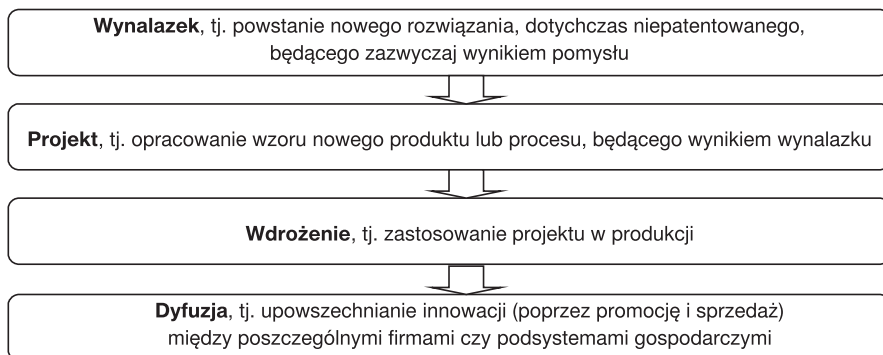 Wynalazek, tj. powstanie nowego rozwiązania, dotychczas niepatentowanego,
będącego zazwyczaj wynikiem pomysłu
Projekt, tj. opracowanie wzoru nowego produktu lub procesu, będącego wynikiem wynalazku
Wdrożenie, tj. zastosowanie projektu w produkcji
Dyfuzja, tj. upowszechnianie innowacji (poprzez promocję i sprzedaż)
między poszczególnymi firmami czy podsystemami gospodarczymi